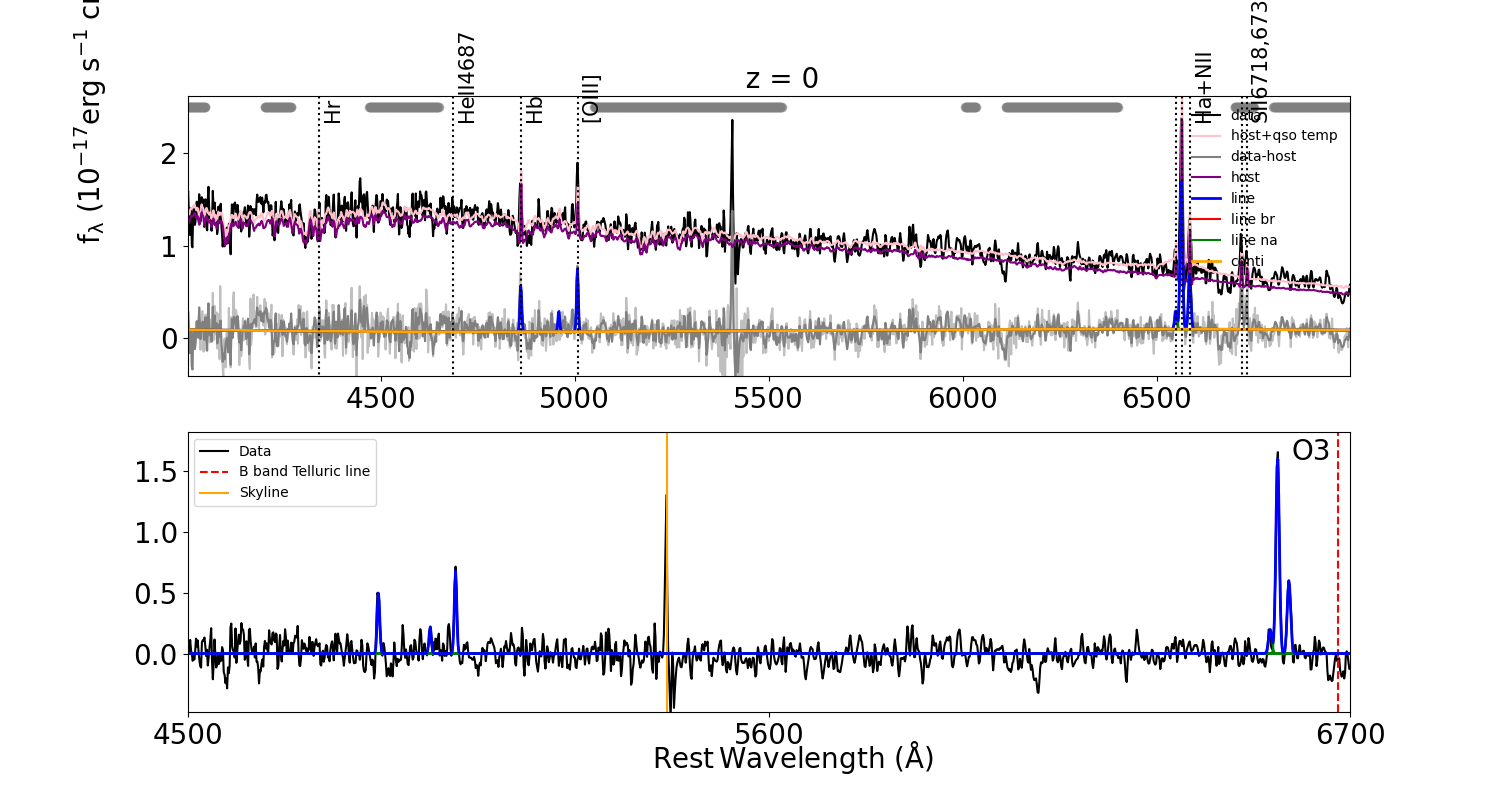 z = 0
f_λ (10^−17 erg s^−1
Hr
HeII4687
Hb
[OIII]
Ha+NII
SII6718,673
data
host+qso temp
data-host
host
line
line br
line na
conti
2
1
0
4500 5000 5500 6000 6500
O3
Data
B band Telluric line
Skyline
1.5
1.0
0.5
0.0
4500 5600 6700
Rest Wavelength (Å)